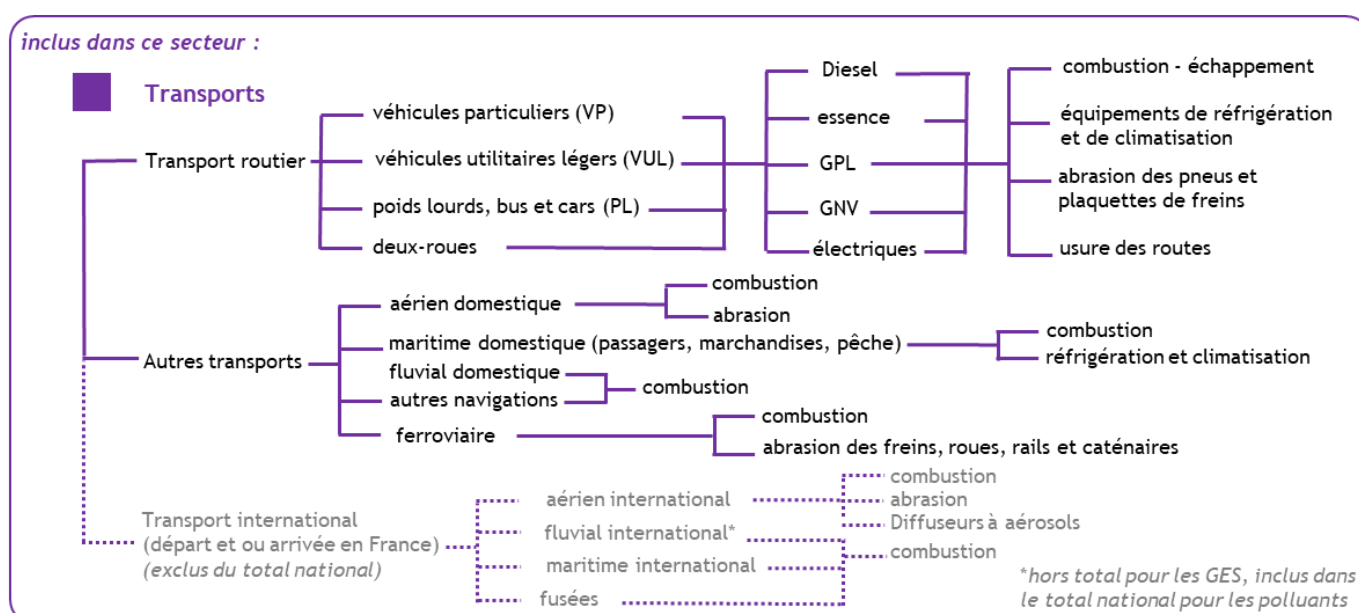 inclus dans ce secteur :
Transports
Transport routier
véhicules particuliers (VP)
véhicules utilitaires légers (VUL)
poids lourds, bus et cars (PL)
deux-roues
Diesel
essence
GPL
GNV
électriques
combustion - échappement
équipements de réfrigération
et de climatisation
abrasion des pneus et
plaquettes de freins
usure des routes
Autres transports
aérien domestique
combustion
abrasion
maritime domestique (passagers, marchandises, pêche)
combustion
réfrigération et climatisation
fluvial domestique
autres navigations
combustion
ferroviaire
combustion
abrasion des freins, roues, rails et caténaires
Transport international
(départ et ou arrivée en France)
(exclus du total national)
aérien international
combustion
abrasion
Diffuseurs à aérosols
fluvial international*
maritime international
fusées
combustion
*hors total pour les GES, inclus dans
le total national pour les polluants